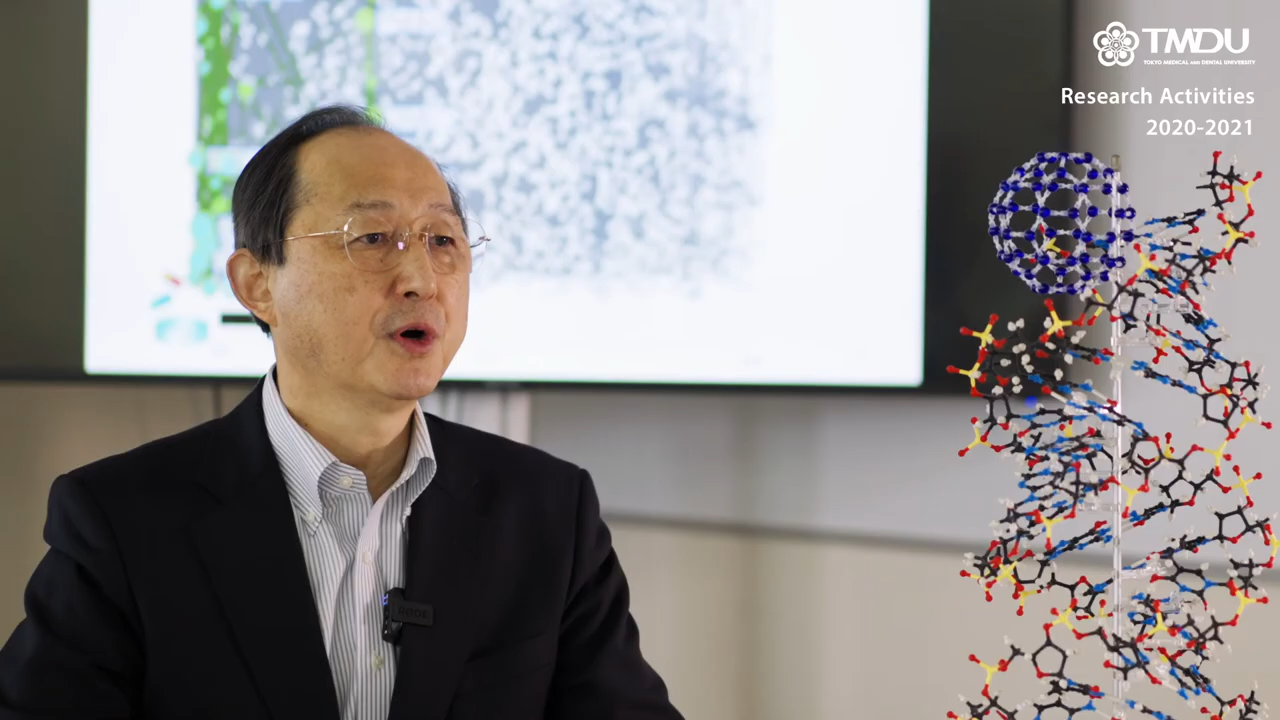 TMDU
TOKYO MEDICAL AND DENTAL UNIVERSITY
Research Activities
2020-2021